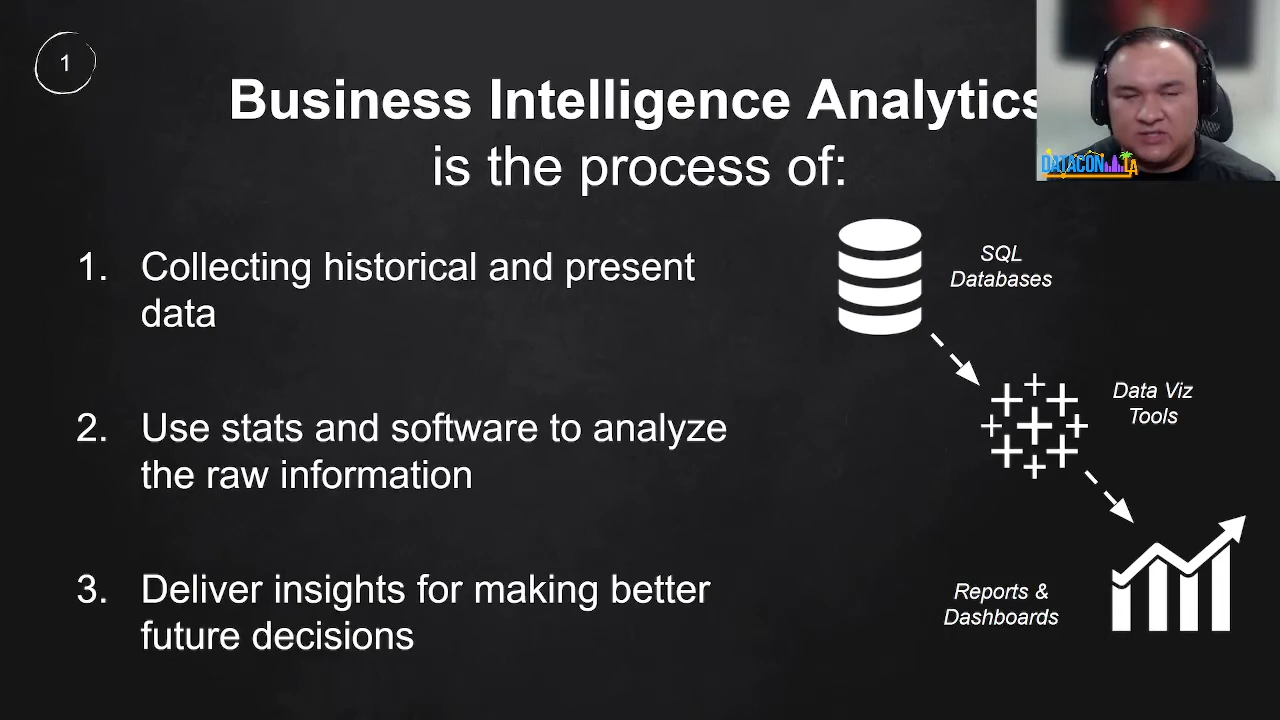 1
Business Intelligence Analytics
is the process of:
DATACON LA
1. Collecting historical and present
data
SQL
Databases
2. Use stats and software to analyze
the raw information
Data Viz
Tools
3. Deliver insights for making better
future decisions
Reports &
Dashboards